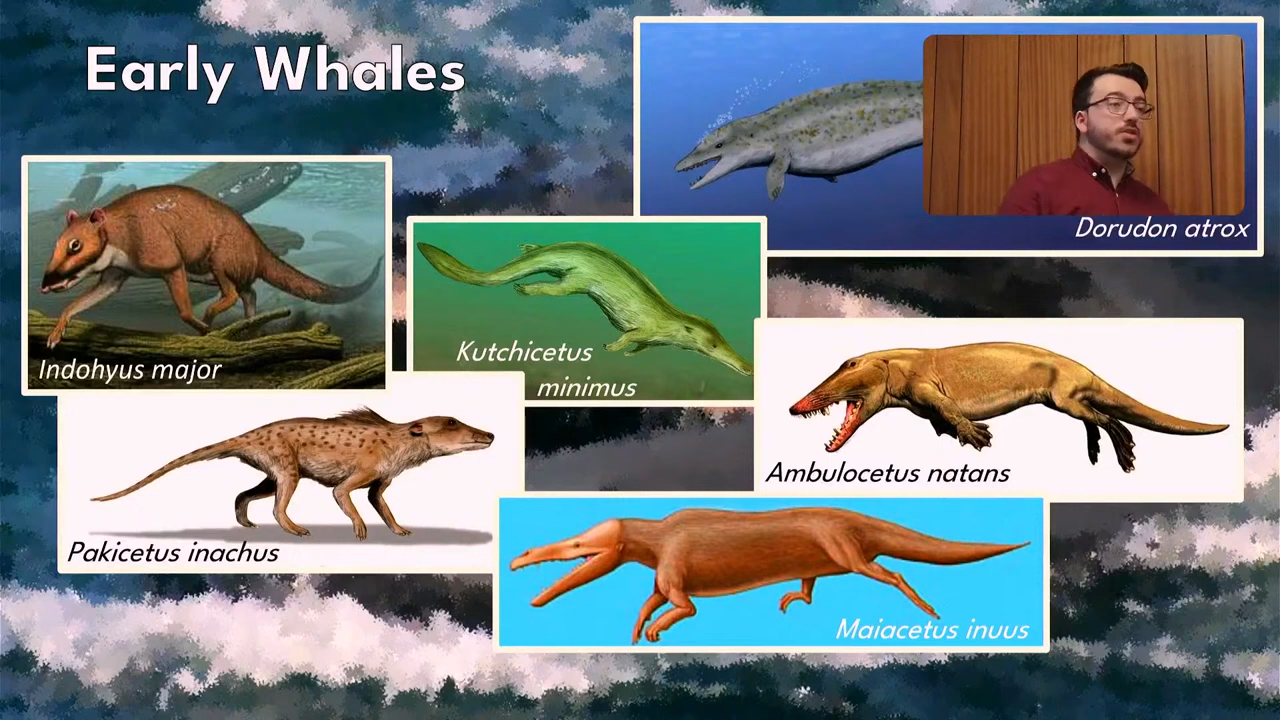 Early Whales
Dorudon atrox
Indohyus major
Kutchicetus
minimus
Ambulocetus natans
Pakicetus inachus
Maiacetus inuus